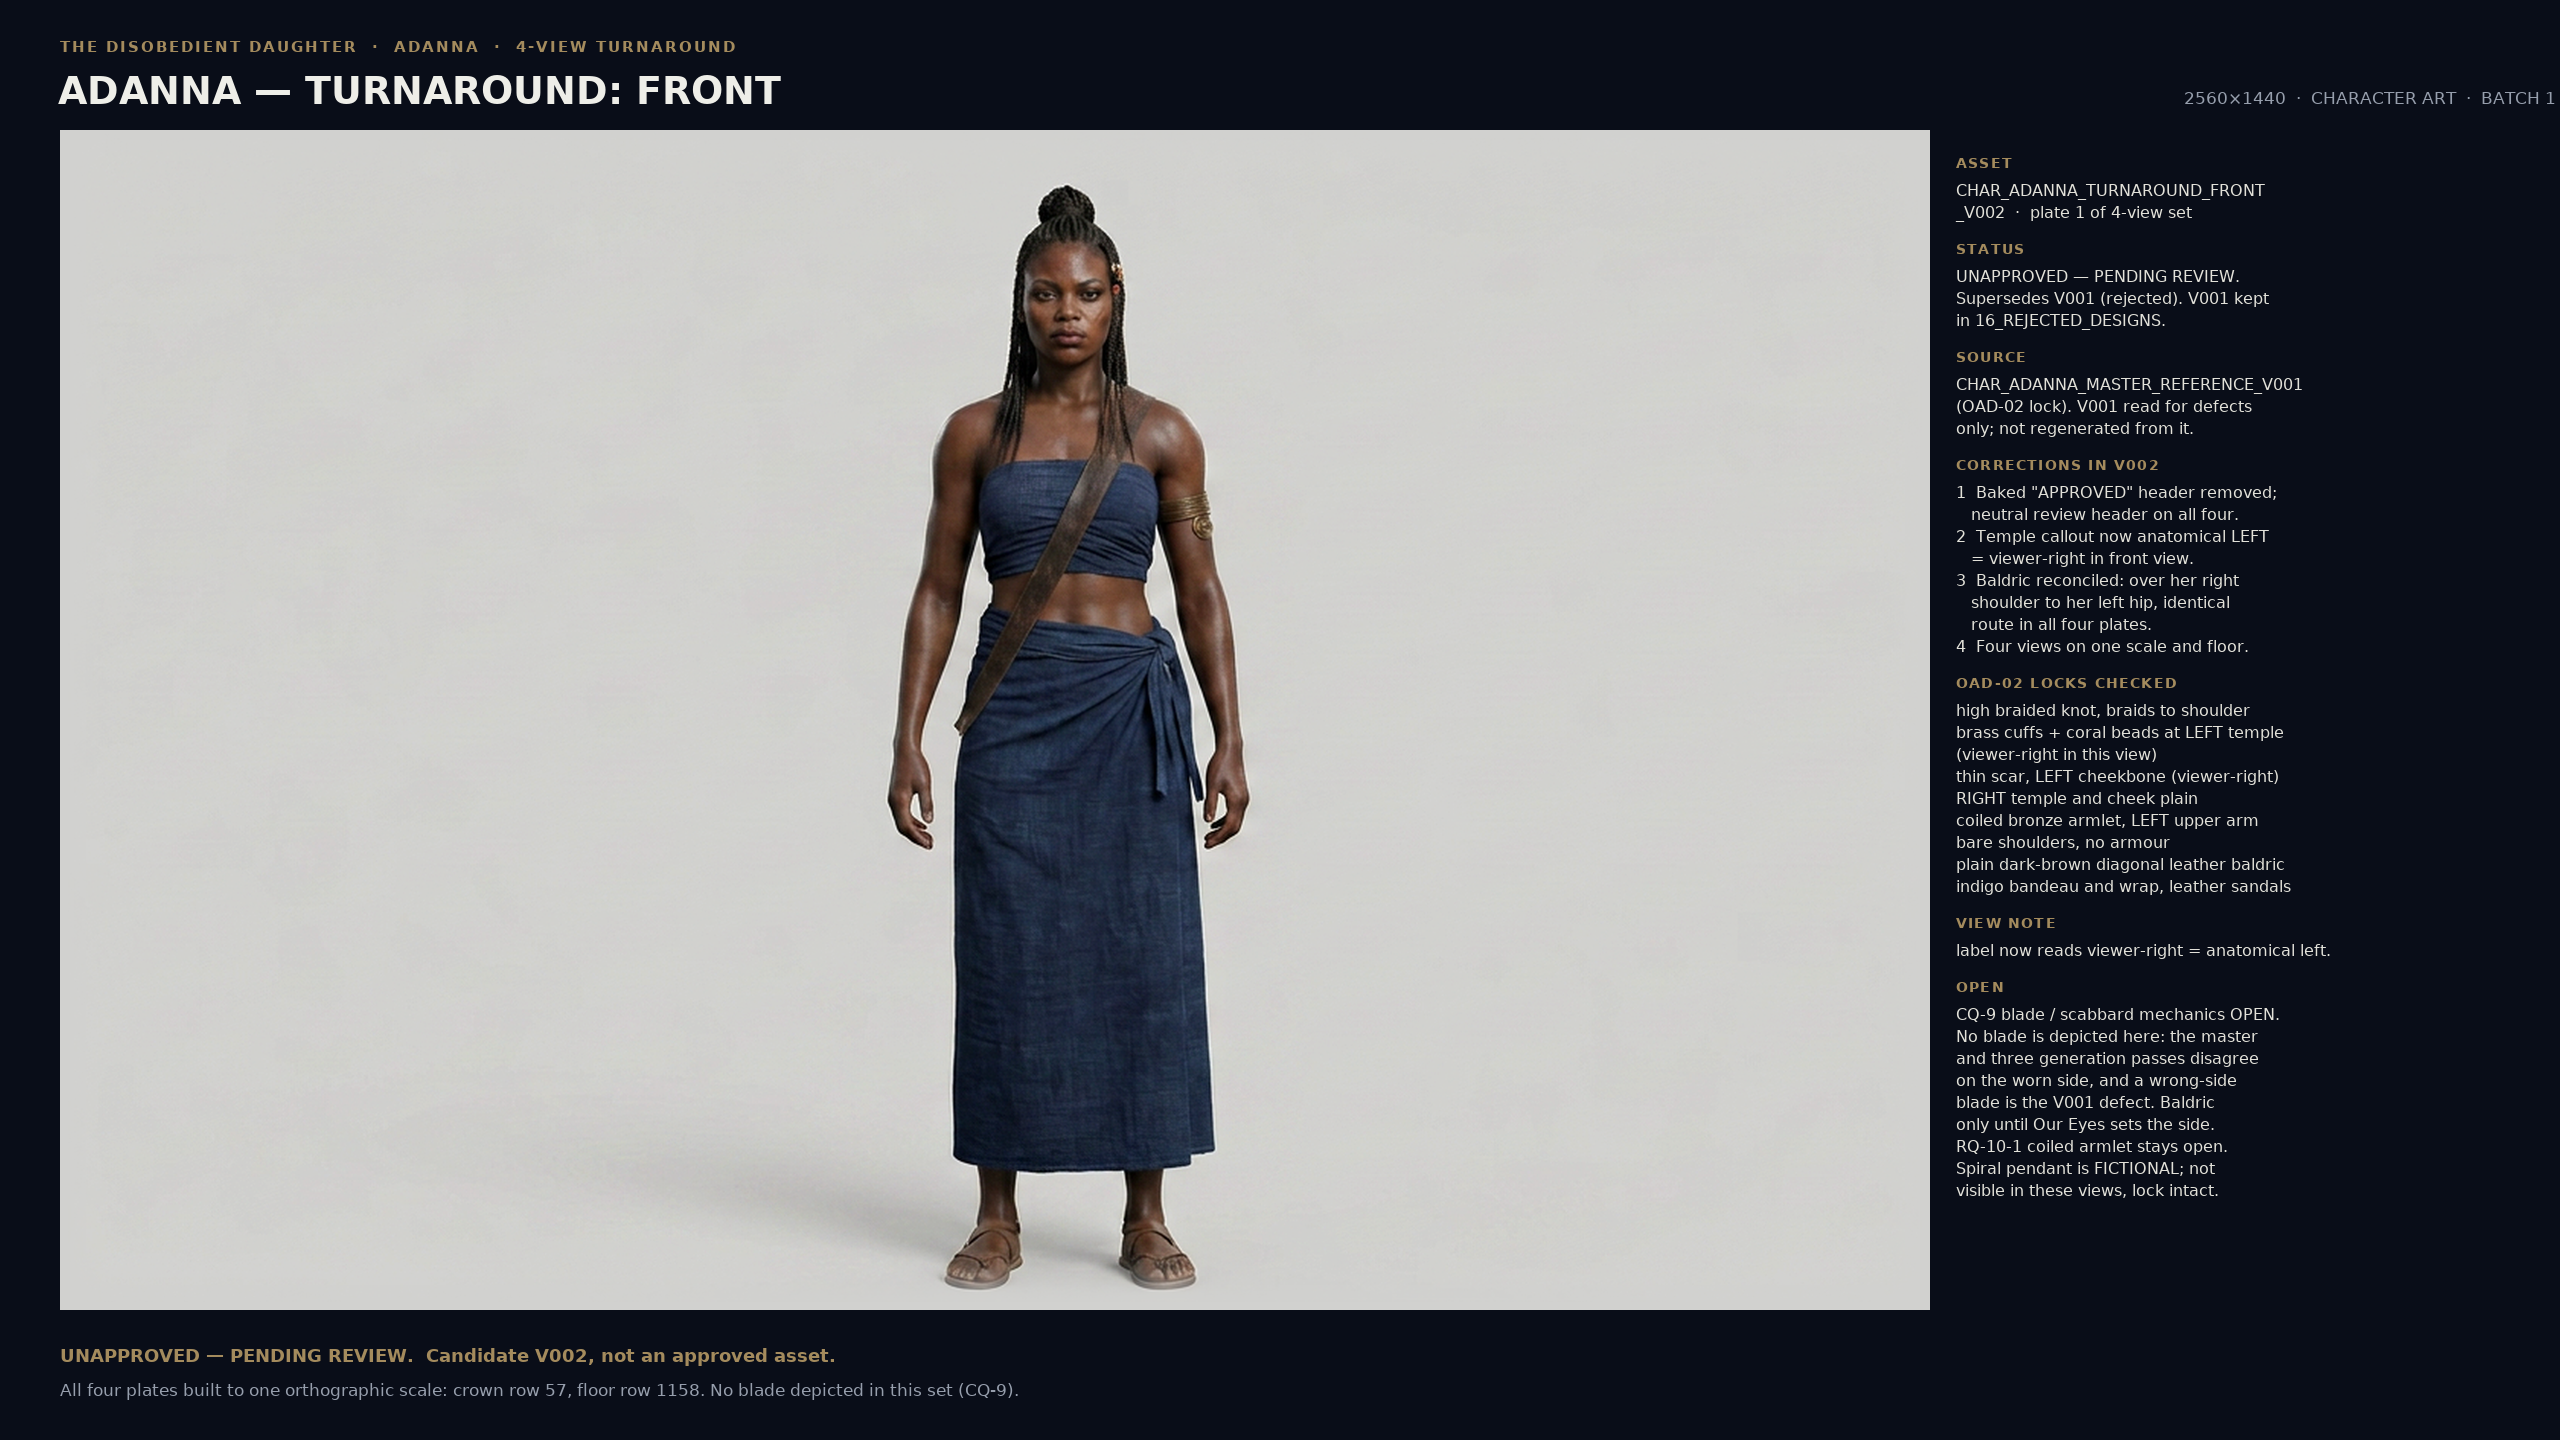 THE DISOBEDIENT DAUGHTER · ADANNA · 4-VIEW TURNAROUND
ADANNA — TURNAROUND: FRONT
2560×1440 · CHARACTER ART · BATCH 1
ASSET
CHAR_ADANNA_TURNAROUND_FRONT
_V002 · plate 1 of 4-view set
STATUS
UNAPPROVED — PENDING REVIEW.
Supersedes V001 (rejected). V001 kept
in 16_REJECTED_DESIGNS.
SOURCE
CHAR_ADANNA_MASTER_REFERENCE_V001
(OAD-02 lock). V001 read for defects
only; not regenerated from it.
CORRECTIONS IN V002
1 Baked "APPROVED" header removed;
neutral review header on all four.
2 Temple callout now anatomical LEFT
= viewer-right in front view.
3 Baldric reconciled: over her right
shoulder to her left hip, identical
route in all four plates.
4 Four views on one scale and floor.
OAD-02 LOCKS CHECKED
high braided knot, braids to shoulder
brass cuffs + coral beads at LEFT temple
(viewer-right in this view)
thin scar, LEFT cheekbone (viewer-right)
RIGHT temple and cheek plain
coiled bronze armlet, LEFT upper arm
bare shoulders, no armour
plain dark-brown diagonal leather baldric
indigo bandeau and wrap, leather sandals
VIEW NOTE
label now reads viewer-right = anatomical left.
OPEN
CQ-9 blade / scabbard mechanics OPEN.
No blade is depicted here: the master
and three generation passes disagree
on the worn side, and a wrong-side
blade is the V001 defect. Baldric
only until Our Eyes sets the side.
RQ-10-1 coiled armlet stays open.
Spiral pendant is FICTIONAL; not
visible in these views, lock intact.
UNAPPROVED — PENDING REVIEW. Candidate V002, not an approved asset.
All four plates built to one orthographic scale: crown row 57, floor row 1158. No blade depicted in this set (CQ-9).